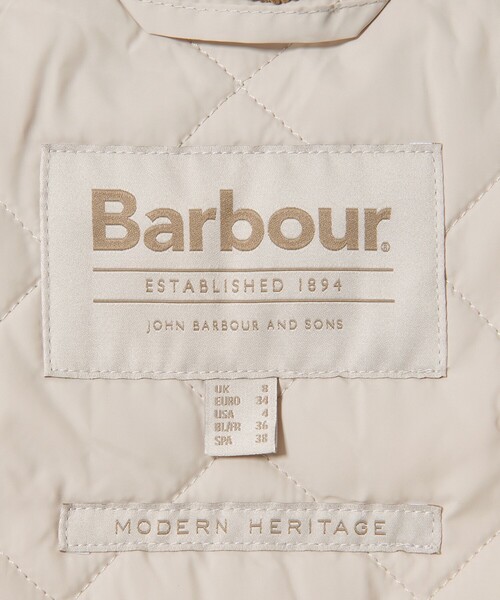 Barbour®
ESTABLISHED 1894
JOHN BARBOUR AND SONS
UK 8
EURO 34
USA 4
BL/FR 36
SPA 38
MODERN HERITAGE